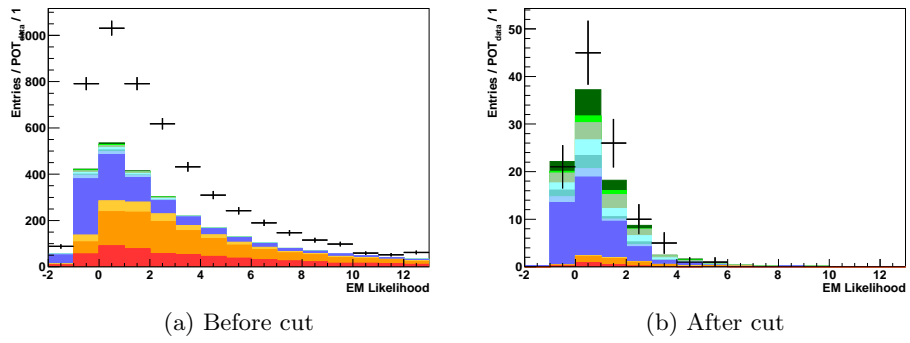 Entries / POTdata / 1
1000
800
600
400
200
0
-2 0 2 4 6 8 10 12
EM Likelihood
(a) Before cut
Entries / POTdata / 1
50
40
30
20
10
0
-2 0 2 4 6 8 10 12
EM Likelihood
(b) After cut